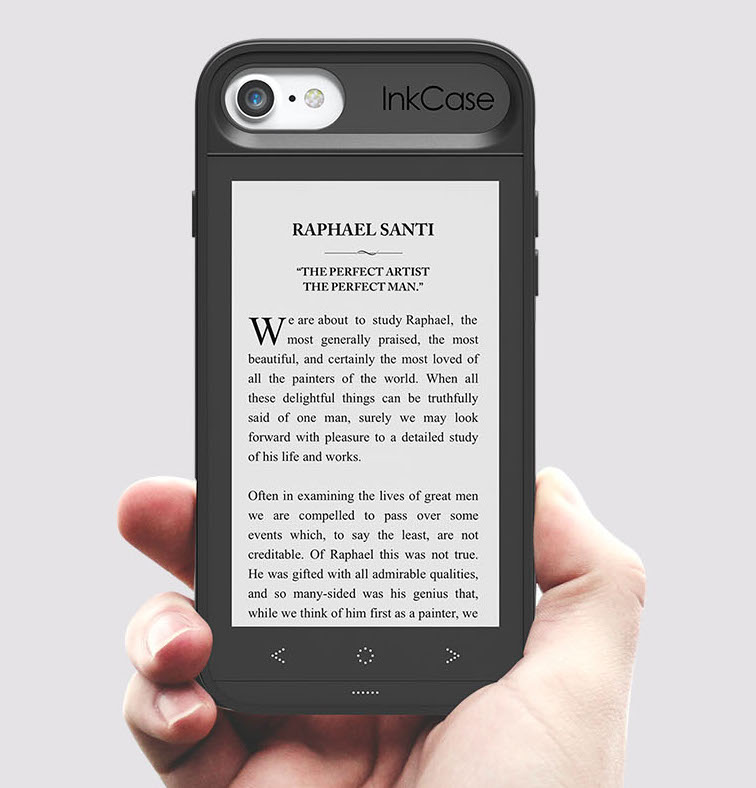 InkCase
RAPHAEL SANTI
“THE PERFECT ARTIST
THE PERFECT MAN.”
We are about to study Raphael, the
most generally praised, the most
beautiful, and certainly the most loved of
all the painters of the world. When all
these delightful things can be truthfully
said of one man, surely we may look
forward with pleasure to a detailed study
of his life and works.
Often in examining the lives of great men
we are compelled to pass over some
events which, to say the least, are not
creditable. Of Raphael this was not true.
He was gifted with all admirable qualities,
and so many-sided was his genius that,
while we think of him first as a painter, we